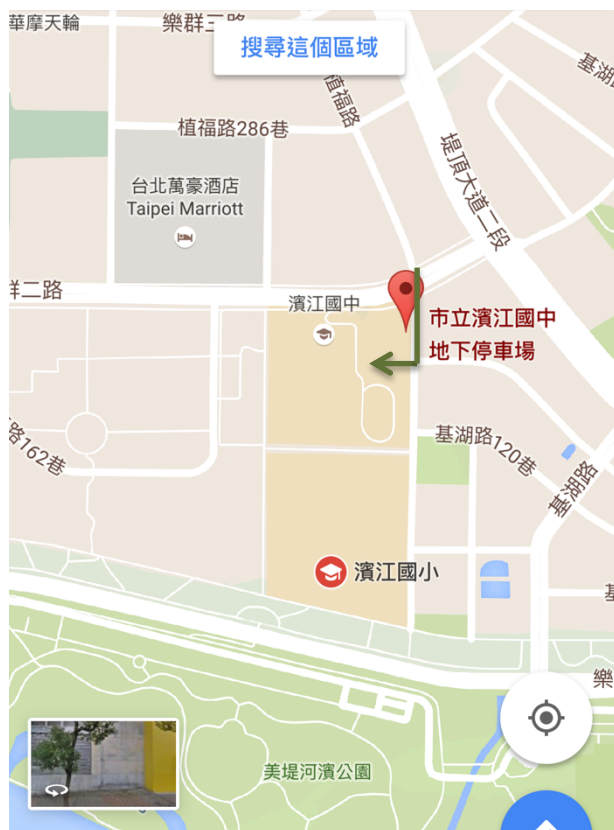 華摩天輪
樂群三路
搜尋這個區域
植福路
基湖
植福路286巷
堤頂大道二段
台北萬豪酒店
Taipei Marriott
群二路
濱江國中
市立濱江國中
地下停車場
路162巷
基湖路120巷
基湖路
濱江國小
基
樂
美堤河濱公園